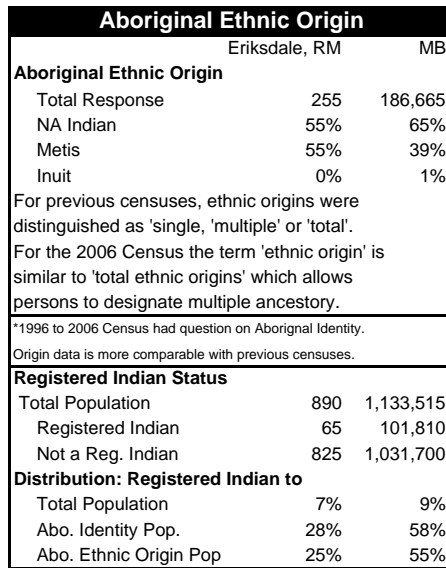 Aboriginal Ethnic Origin
Eriksdale, RM MB
Aboriginal Ethnic Origin
Total Response 255 186,665
NA Indian 55% 65%
Metis 55% 39%
Inuit 0% 1%
For previous censuses, ethnic origins were
distinguished as 'single, 'multiple' or 'total'.
For the 2006 Census the term 'ethnic origin' is
similar to 'total ethnic origins' which allows
persons to designate multiple ancestory.
*1996 to 2006 Census had question on Aborignal Identity.
Origin data is more comparable with previous censuses.
Registered Indian Status
Total Population 890 1,133,515
Registered Indian 65 101,810
Not a Reg. Indian 825 1,031,700
Distribution: Registered Indian to
Total Population 7% 9%
Abo. Identity Pop. 28% 58%
Abo. Ethnic Origin Pop 25% 55%